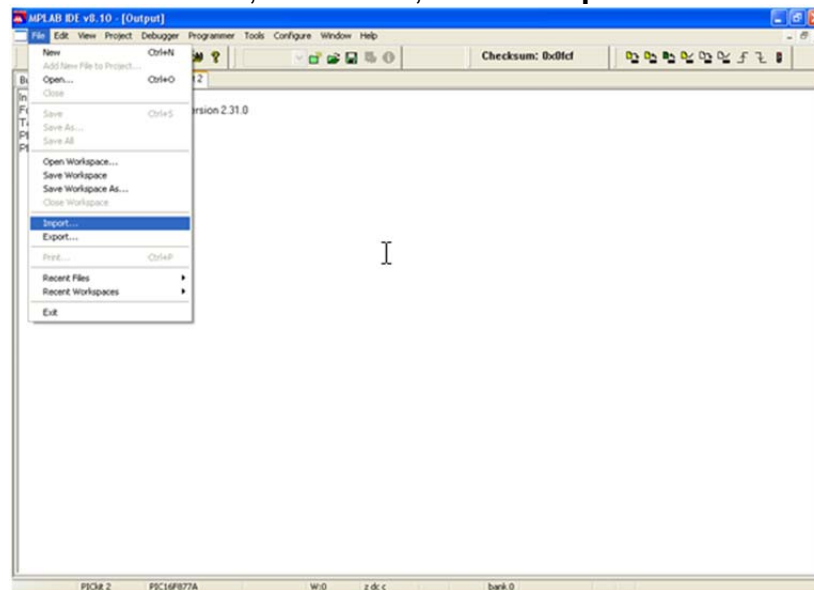 MPLAB IDE v8.10 - [Output]
File Edit View Project Debugger Programmer Tools Configure Window Help
Checksum: 0x0fcf
New Ctrl+N
Add New File to Project...
Open... Ctrl+O
Close
Save Ctrl+S
Save As...
Save All
Open Workspace...
Save Workspace
Save Workspace As...
Close Workspace
Import...
Export...
Print... Ctrl+P
Recent Files
Recent Workspaces
Exit
2
ersion 2.31.0
PICkit 2 PIC16F877A W:0 z dc c bank 0